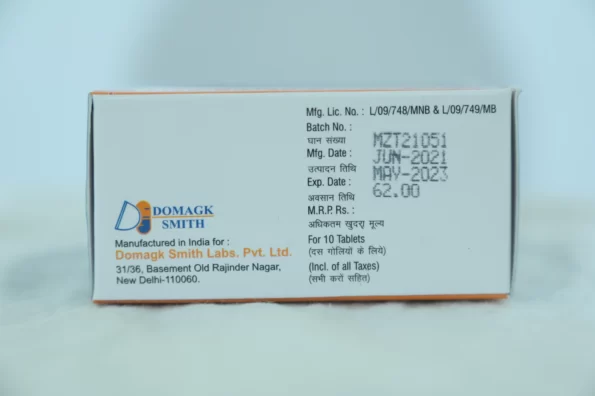 DOMAGK
SMITH
Manufactured in India for :
Domagk Smith Labs. Pvt. Ltd.
31/36, Basement Old Rajinder Nagar,
New Delhi-110060.
Mfg. Lic. No. : L/09/748/MNB & L/09/749/MB
Batch No. :
घान संख्या
MZT21051
Mfg. Date :
JUN-2021
उत्पादन तिथि
MAY-2023
Exp. Date :
62.00
अवसान तिथि
M.R.P. Rs. :
अधिकतम खुदरा मूल्य
For 10 Tablets
(दस गोलियों के लिये)
(Incl. of all Taxes)
(सभी करों सहित)